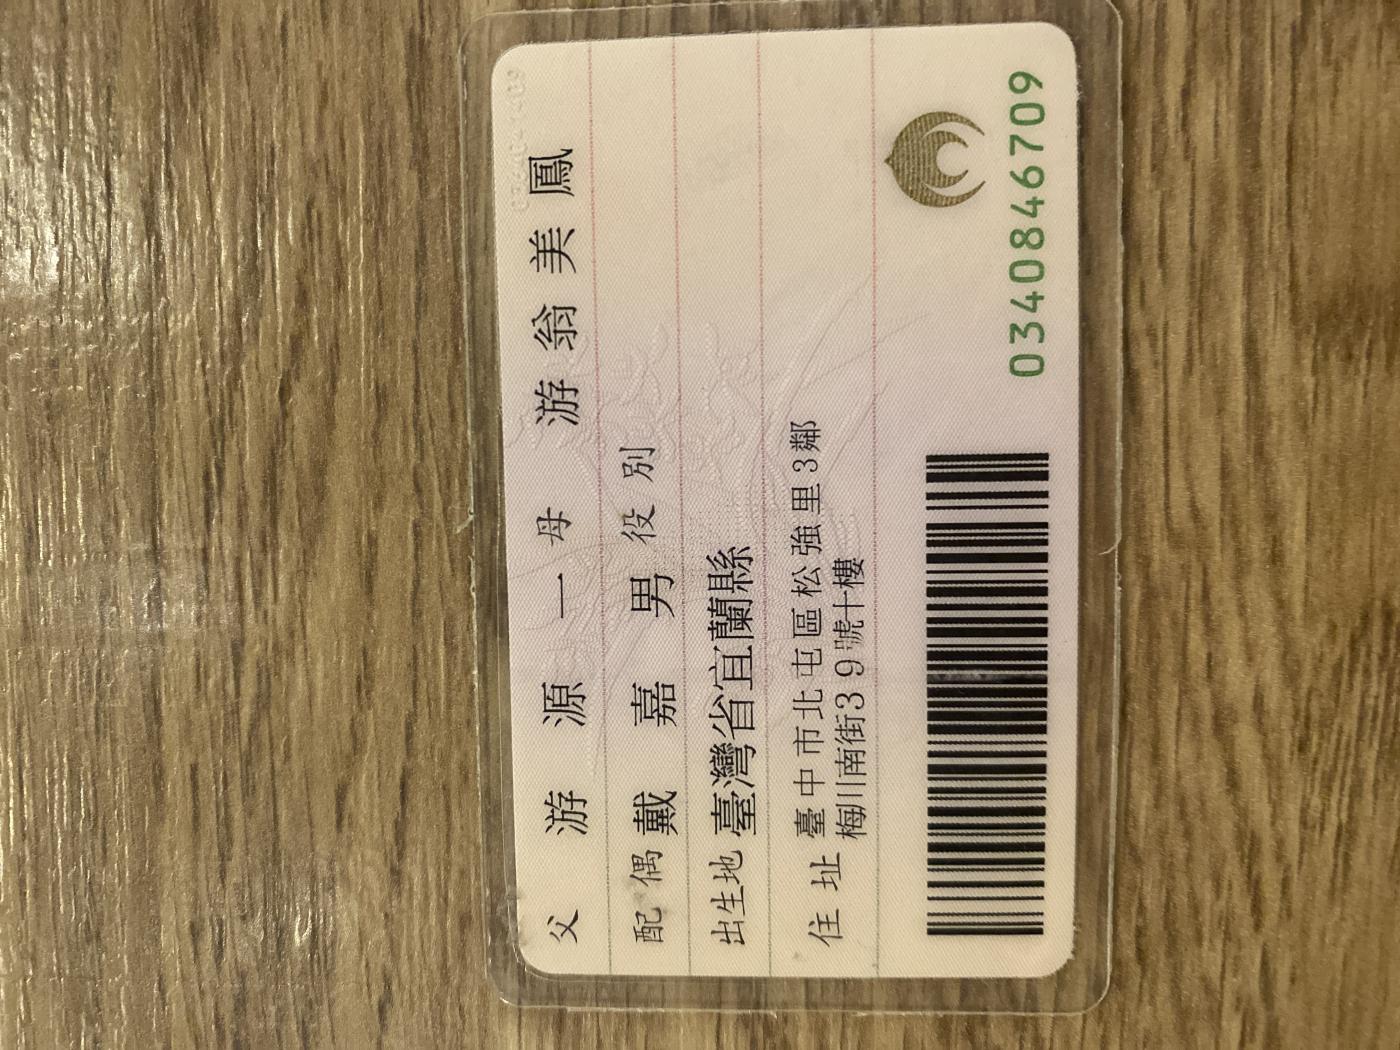 父 游 源 一 母 游 翁 美 鳳
配偶 戴 嘉 男 役別
出生地 臺灣省宜蘭縣
住址 臺中市北屯區松強里3鄰
梅川南街39號十樓
0340846709